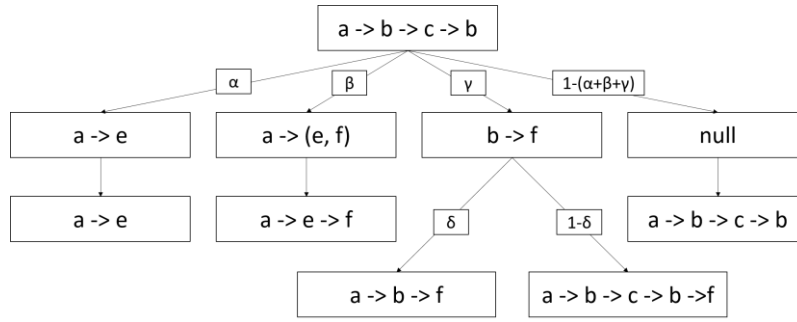 a -> b -> c -> b
α
β
γ
1-(α+β+γ)
a -> e
a -> (e, f)
b -> f
null
a -> e
a -> e -> f
δ
1-δ
a -> b -> c -> b
a -> b -> f
a -> b -> c -> b ->f